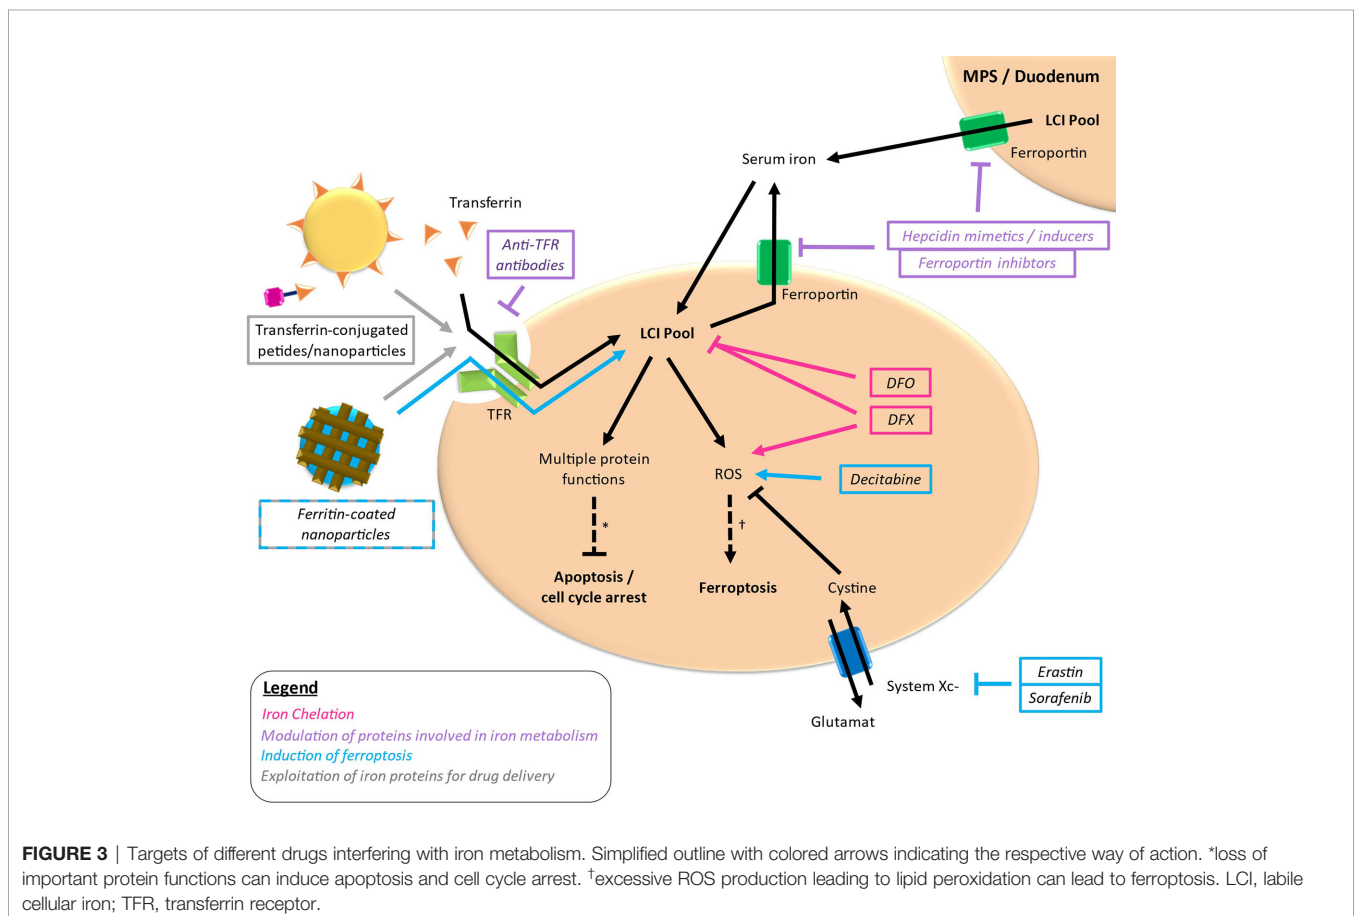 MPS / Duodenum
LCI Pool
Ferroportin
Serum iron
Transferrin
Anti-TFR
antibodies
Hepcidin mimetics / inducers
Ferroportin inhibtors
Ferroportin
Transferrin-conjugated
petides/nanoparticles
LCI Pool
TFR
DFO
DFX
Multiple protein
functions
ROS
Decitabine
Ferritin-coated
nanoparticles
*
†
Apoptosis /
cell cycle arrest
Ferroptosis
Cystine
System Xc-
Erastin
Sorafenib
Glutamat
Legend
Iron Chelation
Modulation of proteins involved in iron metabolism
Induction of ferroptosis
Exploitation of iron proteins for drug delivery
FIGURE 3 | Targets of different drugs interfering with iron metabolism. Simplified outline with colored arrows indicating the respective way of action. *loss of
important protein functions can induce apoptosis and cell cycle arrest. †excessive ROS production leading to lipid peroxidation can lead to ferroptosis. LCI, labile
cellular iron; TFR, transferrin receptor.